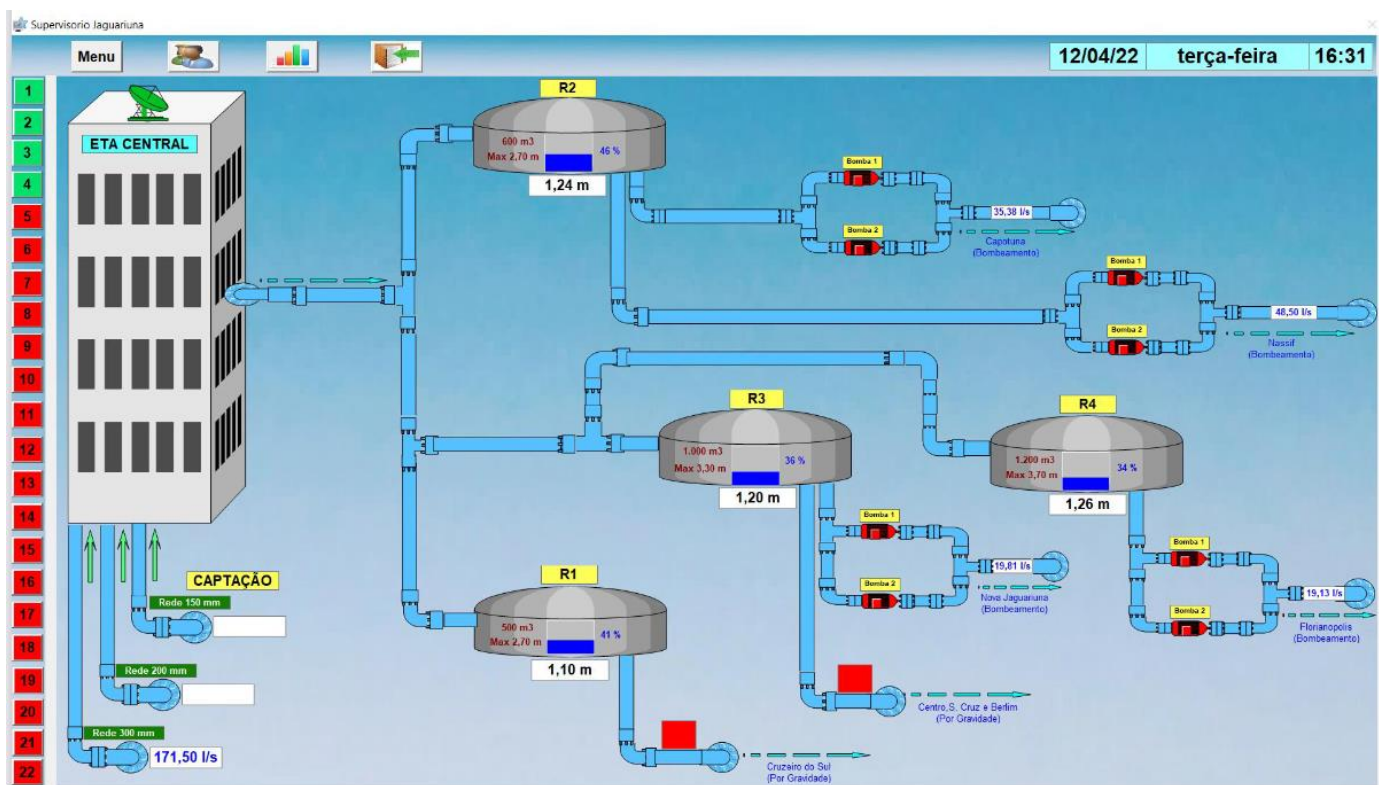 Supervisorio Jaguariuna
Menu
12/04/22
terça-feira
16:31
1
2
3
4
5
6
7
8
9
10
11
12
13
14
15
16
17
18
19
20
21
22
ETA CENTRAL
R2
600 m3
Max 2,70 m
46 %
1,24 m
Bomba 1
Bomba 2
35,38 l/s
Capotuna
(Bombeamento)
Bomba 1
Bomba 2
48,50 l/s
Nassif
(Bombeamento)
R3
1.000 m3
Max 3,30 m
36 %
1,20 m
R4
1.200 m3
Max 3,70 m
34 %
1,26 m
Bomba 1
Bomba 2
19,81 l/s
Nova Jaguariuna
(Bombeamento)
Bomba 1
Bomba 2
19,13 l/s
Florianopolis
(Bombeamento)
R1
500 m3
Max 2,70 m
41 %
1,10 m
CAPTAÇÃO
Rede 150 mm
Rede 200 mm
Rede 300 mm
171,50 l/s
Centro,S. Cruz e Berlim
(Por Gravidade)
Cruzeiro do Sul
(Por Gravidade)